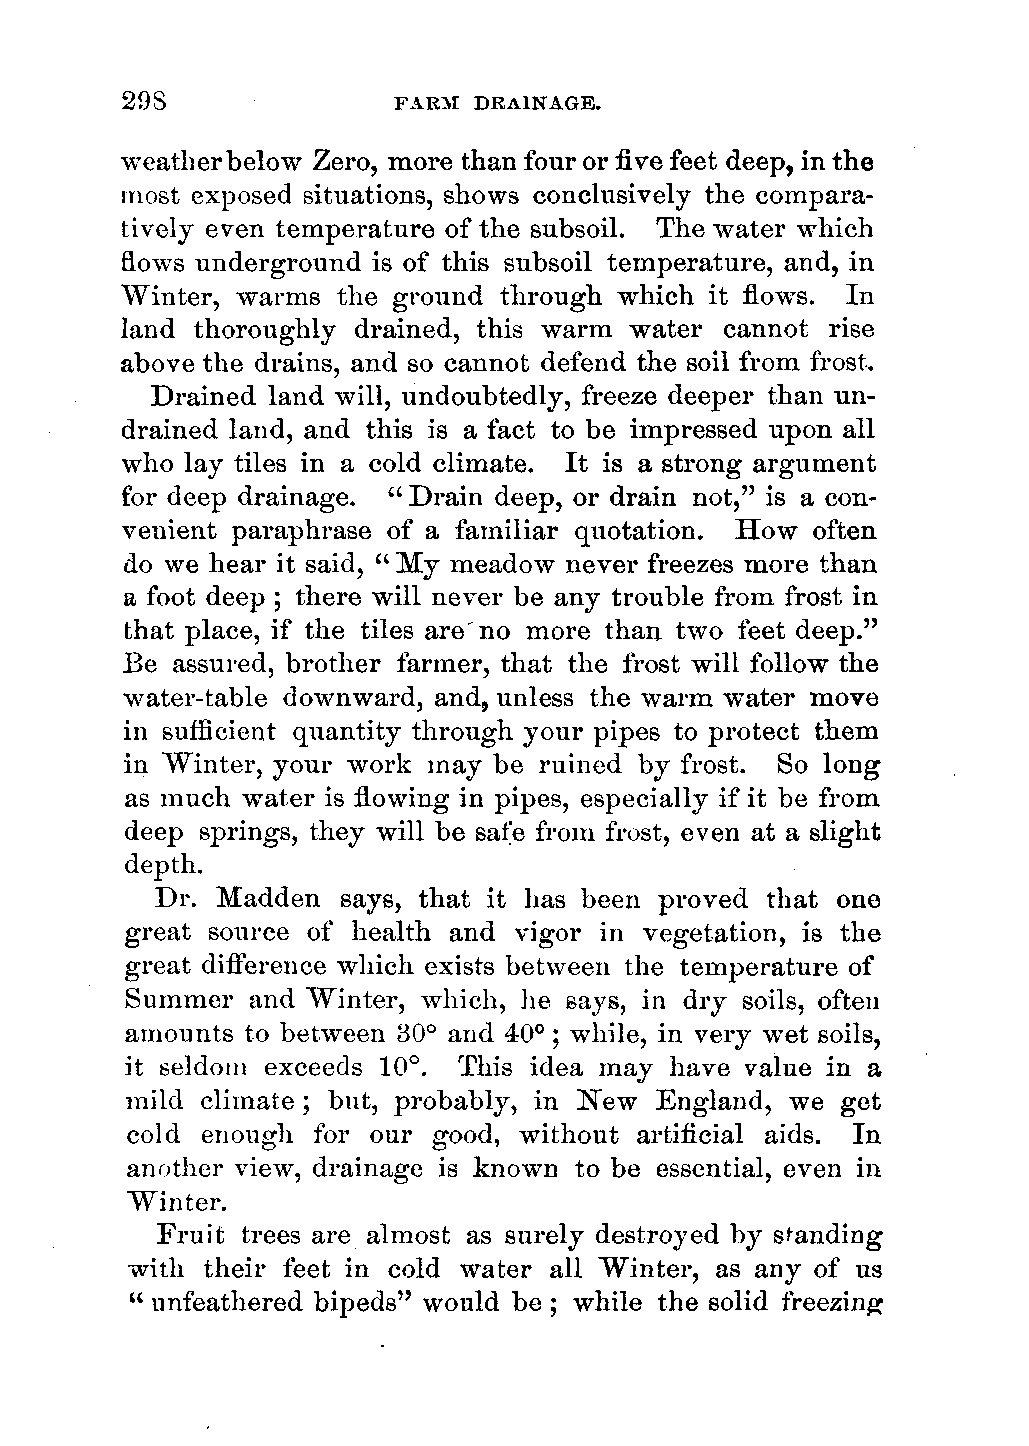 298 FARM DRAINAGE.
weather below Zero, more than four or five feet deep, in the
most exposed situations, shows conclusively the compara-
tively even temperature of the subsoil. The water which
flows underground is of this subsoil temperature, and, in
Winter, warms the ground through which it flows. In
land thoroughly drained, this warm water cannot rise
above the drains, and so cannot defend the soil from frost.
Drained land will, undoubtedly, freeze deeper than un-
drained land, and this is a fact to be impressed upon all
who lay tiles in a cold climate. It is a strong argument
for deep drainage. “Drain deep, or drain not,” is a con-
venient paraphrase of a familiar quotation. How often
do we hear it said, “My meadow never freezes more than
a foot deep; there will never be any trouble from frost in
that place, if the tiles are no more than two feet deep.”
Be assured, brother farmer, that the frost will follow the
water-table downward, and, unless the warm water move
in sufficient quantity through your pipes to protect them
in Winter, your work may be ruined by frost. So long
as much water is flowing in pipes, especially if it be from
deep springs, they will be safe from frost, even at a slight
depth.
Dr. Madden says, that it has been proved that one
great source of health and vigor in vegetation, is the
great difference which exists between the temperature of
Summer and Winter, which, he says, in dry soils, often
amounts to between 30° and 40°; while, in very wet soils,
it seldom exceeds 10°. This idea may have value in a
mild climate; but, probably, in New England, we get
cold enough for our good, without artificial aids. In
another view, drainage is known to be essential, even in
Winter.
Fruit trees are almost as surely destroyed by standing
with their feet in cold water all Winter, as any of us
“unfeathered bipeds” would be; while the solid freezing